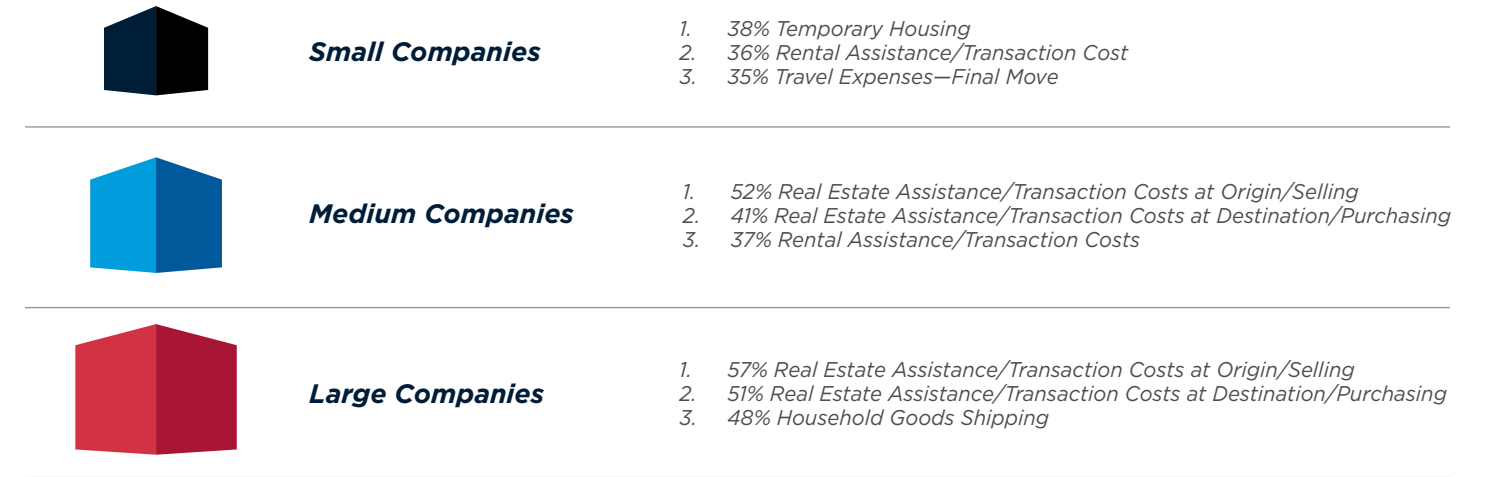 Small Companies
1. 38% Temporary Housing
2. 36% Rental Assistance/Transaction Cost
3. 35% Travel Expenses—Final Move
Medium Companies
1. 52% Real Estate Assistance/Transaction Costs at Origin/Selling
2. 41% Real Estate Assistance/Transaction Costs at Destination/Purchasing
3. 37% Rental Assistance/Transaction Costs
Large Companies
1. 57% Real Estate Assistance/Transaction Costs at Origin/Selling
2. 51% Real Estate Assistance/Transaction Costs at Destination/Purchasing
3. 48% Household Goods Shipping